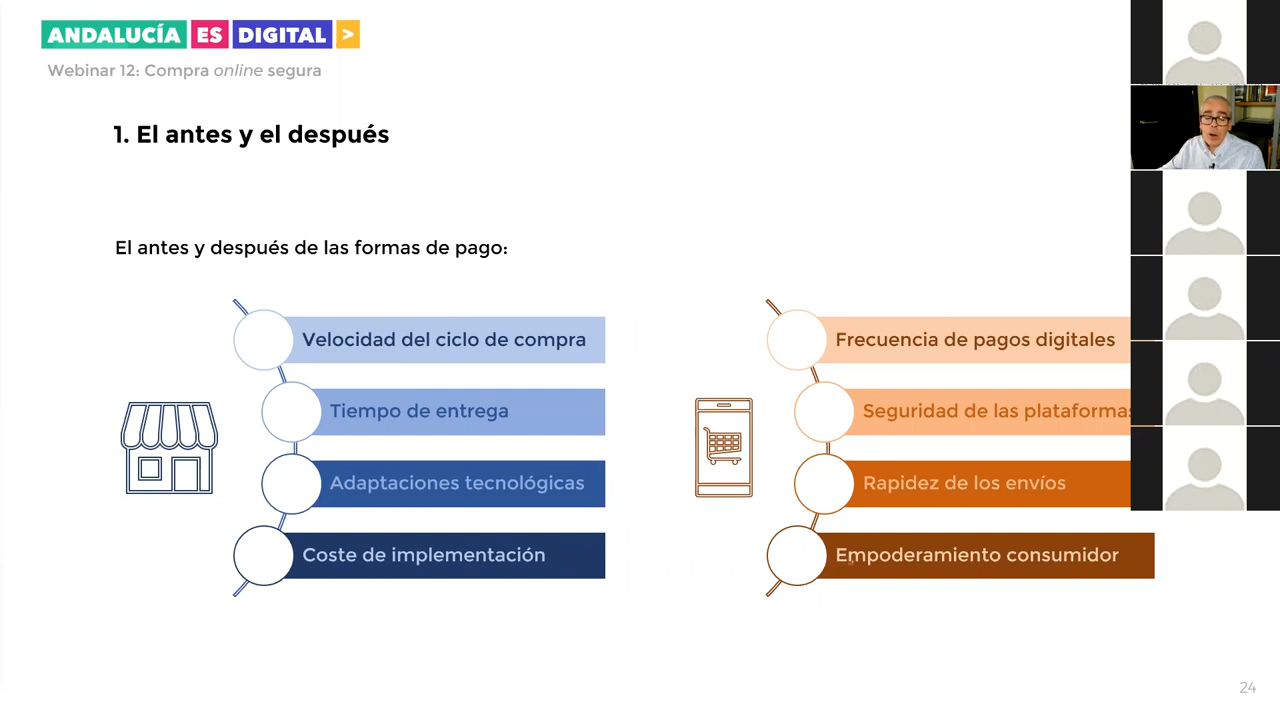 ANDALUCÍA ES DIGITAL >
Webinar 12: Compra online segura
1. El antes y el después
El antes y después de las formas de pago:
Velocidad del ciclo de compra
Tiempo de entrega
Adaptaciones tecnológicas
Coste de implementación
Frecuencia de pagos digitales
Seguridad de las plataformas
Rapidez de los envíos
Empoderamiento consumidor
24